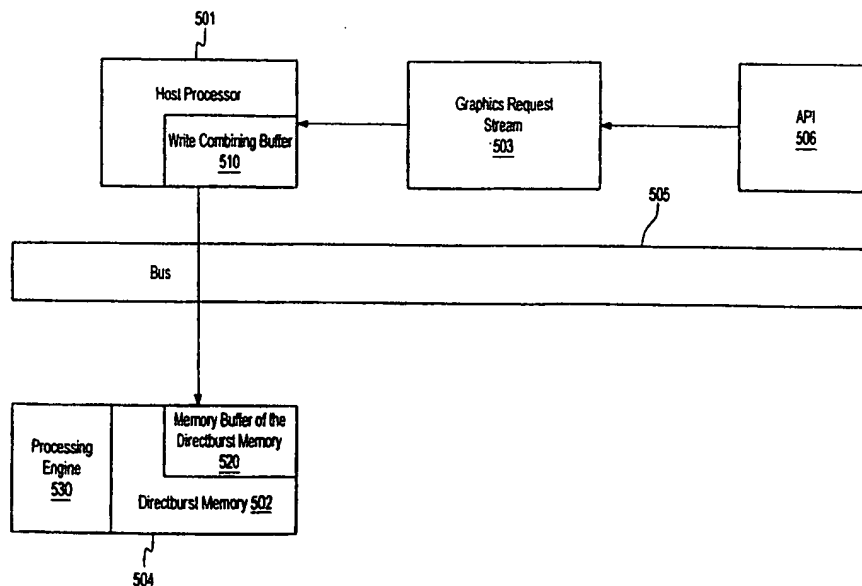 501
Host Processor
Write Combining Buffer
510
Graphics Request
Stream
503
API
506
505
Bus
Processing
Engine
530
Memory Buffer of the
Directburst Memory
520
Directburst Memory 502
504